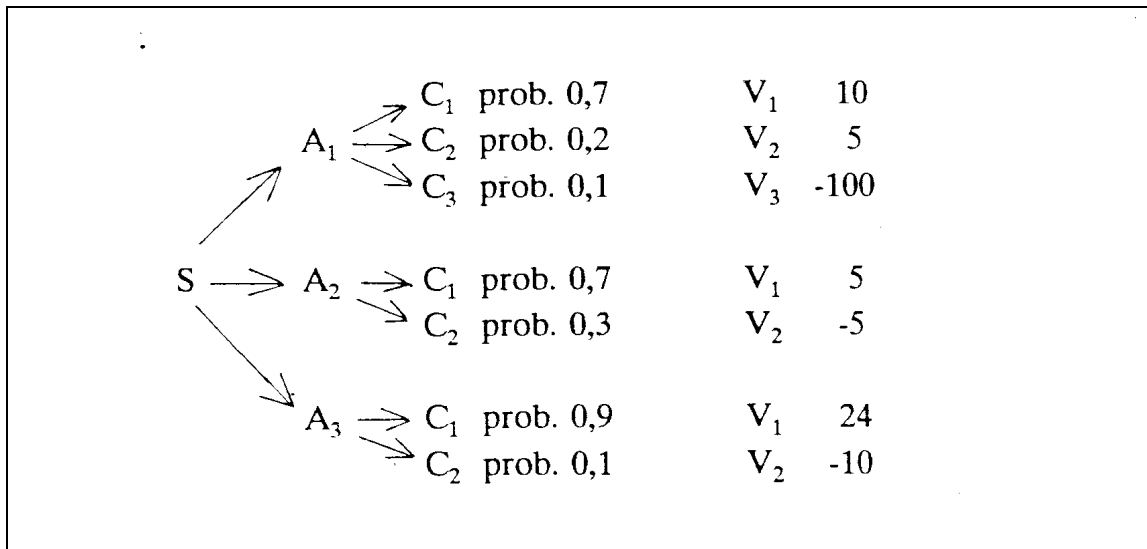 C₁ prob. 0,7 V₁ 10
A₁ C₂ prob. 0,2 V₂ 5
C₃ prob. 0,1 V₃ -100
S A₂ C₁ prob. 0,7 V₁ 5
C₂ prob. 0,3 V₂ -5
A₃ C₁ prob. 0,9 V₁ 24
C₂ prob. 0,1 V₂ -10